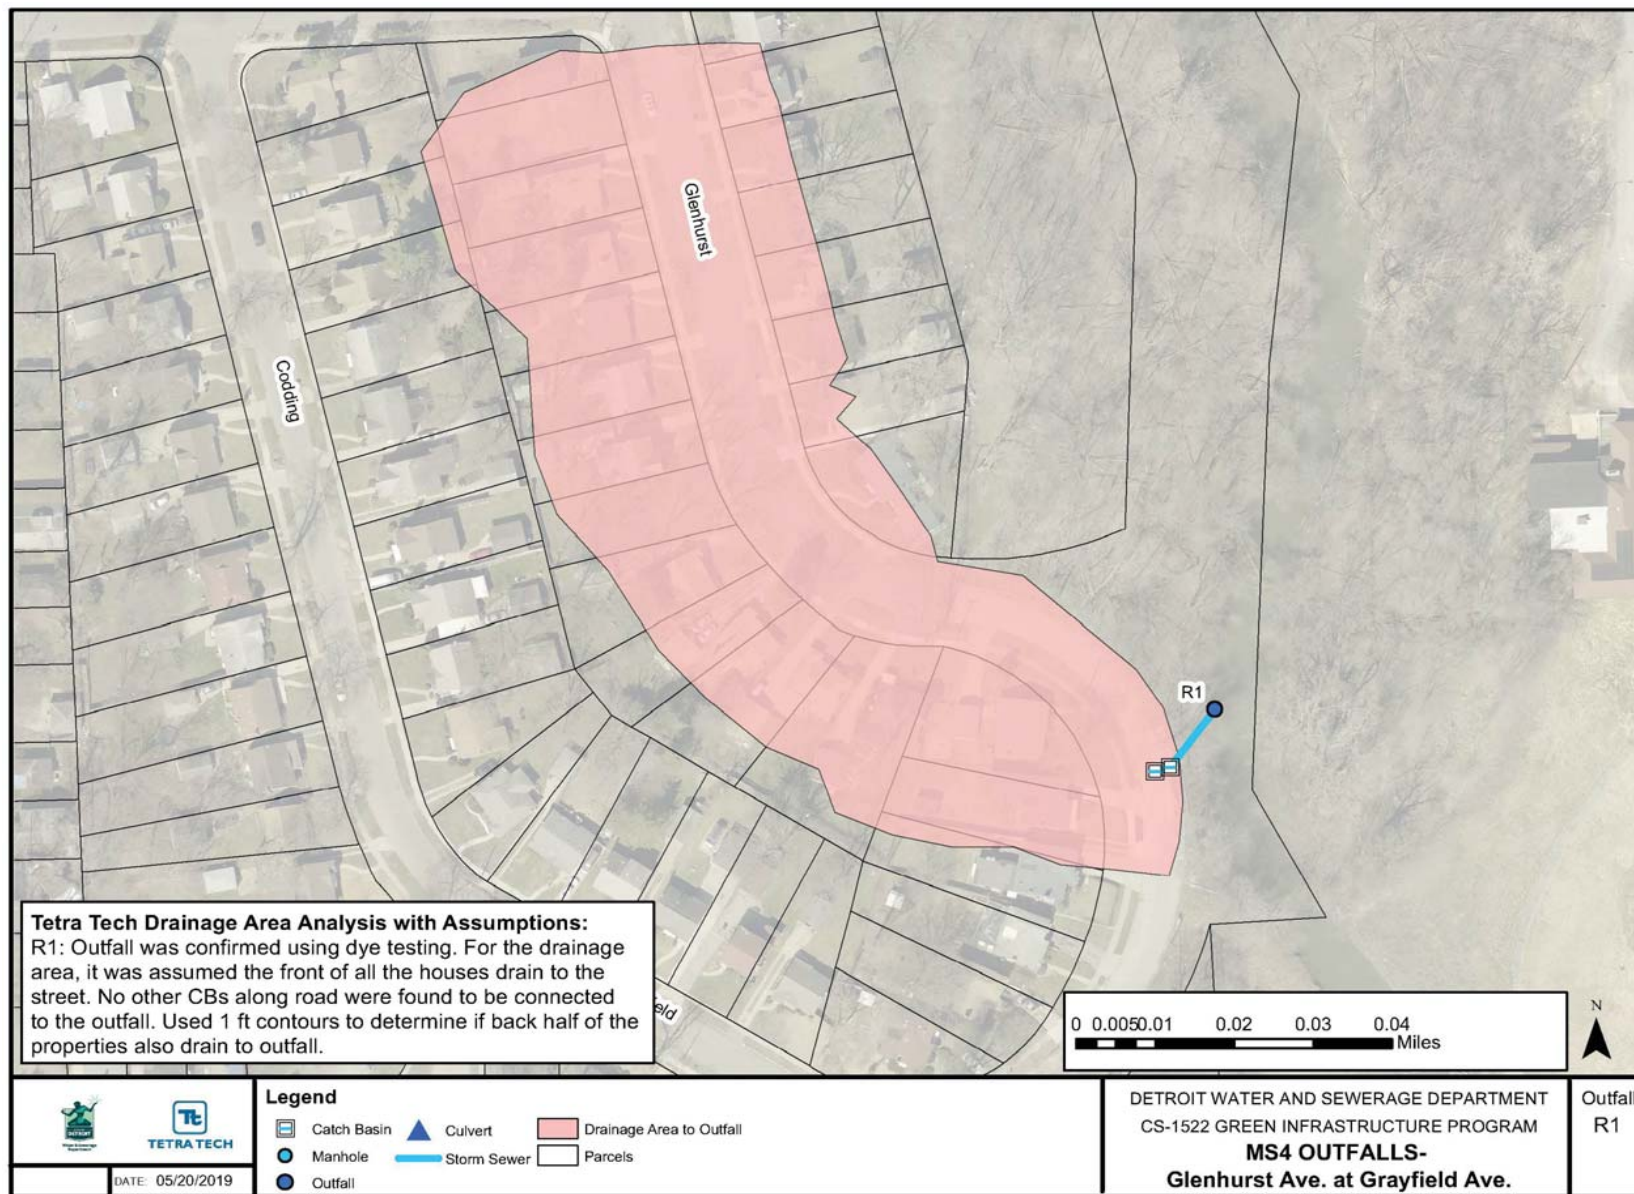 Glenhurst
Codding
R1
eld
Tetra Tech Drainage Area Analysis with Assumptions:
R1: Outfall was confirmed using dye testing. For the drainage
area, it was assumed the front of all the houses drain to the
street. No other CBs along road were found to be connected
to the outfall. Used 1 ft contours to determine if back half of the
properties also drain to outfall.
0 0.0050.01 0.02 0.03 0.04
Miles
N
TETRA TECH
DATE: 05/20/2019
Legend
Catch Basin
Culvert
Drainage Area to Outfall
Manhole
Storm Sewer
Parcels
Outfall
DETROIT WATER AND SEWERAGE DEPARTMENT
CS-1522 GREEN INFRASTRUCTURE PROGRAM
MS4 OUTFALLS-
Glenhurst Ave. at Grayfield Ave.
Outfall
R1